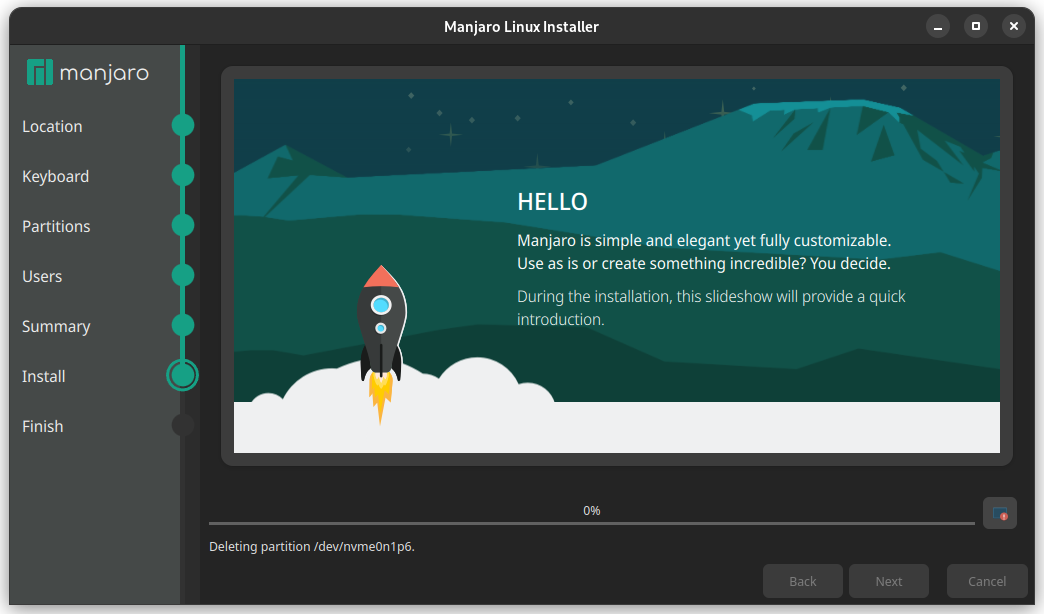 Manjaro Linux Installer
manjaro
Location
Keyboard
Partitions
Users
Summary
Install
Finish
HELLO
Manjaro is simple and elegant yet fully customizable.
Use as is or create something incredible? You decide.
During the installation, this slideshow will provide a quick
introduction.
0%
Deleting partition /dev/nvme0n1p6.
Back
Next
Cancel